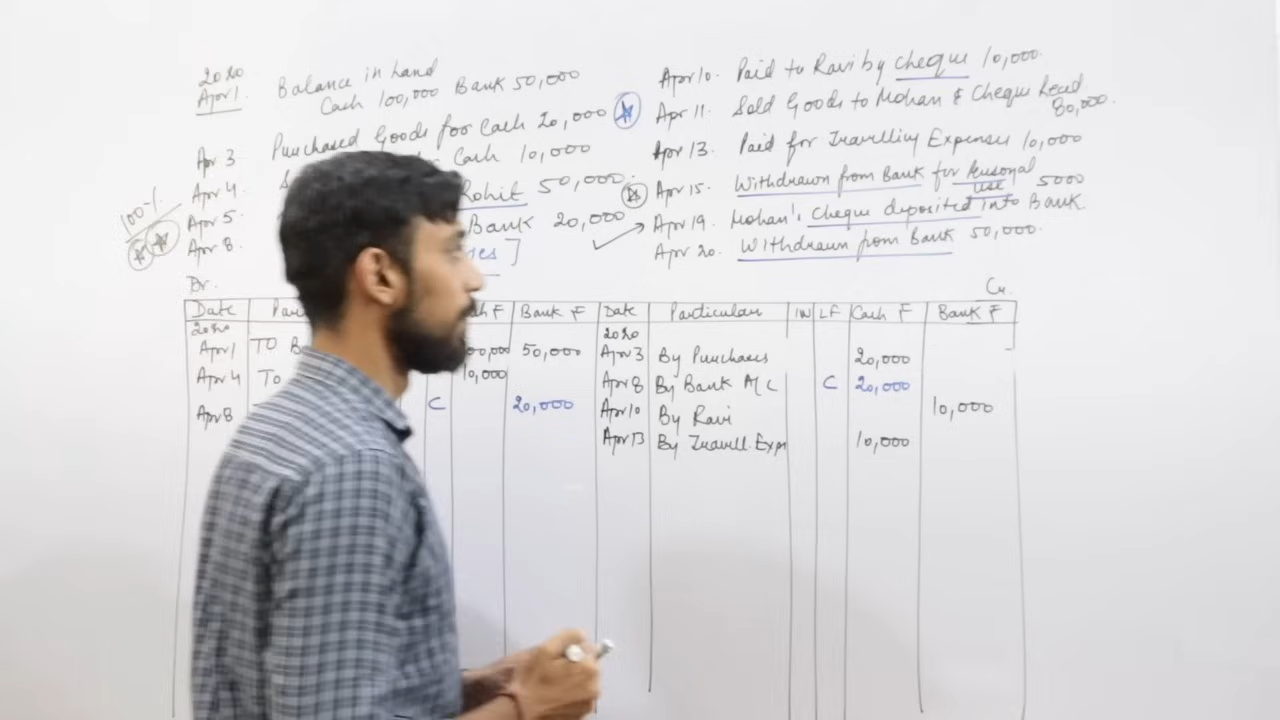 2020
Apr 1. Balance in hand
Cash 100,000 Bank 50,000
Apr 3 Purchased Goods for Cash 20,000
Apr 4. Cash 10,000
Apr 5 Rohit 50,000.
Apr 8 Bank 20,000
]
100%
Apr 10. Paid to Ravi by cheque 10,000.
Apr 11. Sold Goods to Mohan & Cheque Recd
80,000.
Apr 13. Paid for Travelling Expenses 10,000
Apr 15. Withdrawn from Bank for Personal
use 5000
Apr 19. Mohan's Cheque deposited into Bank.
Apr 20. Withdrawn from Bank 50,000.
Dr. Cr.
Date Bank ₹ Date Particulars IN LF Cash ₹ Bank ₹
2020 2020
Apr 1 TO 50,000 Apr 3 By Purchases 20,000
Apr 4 To 10,000 Apr 8 By Bank A/C C 20,000
Apr 8 C 20,000 Apr 10 By Ravi 10,000
Apr 13 By Travell. Exp 10,000